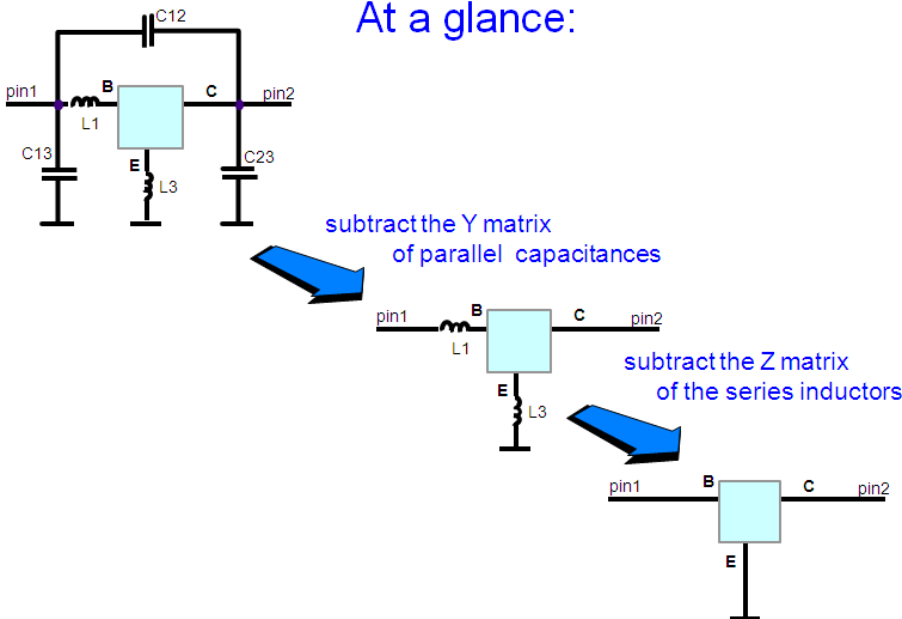 At a glance:
C12
pin1
B
C
pin2
L1
C13
E
C23
L3
subtract the Y matrix
of parallel capacitances
pin1
B
C
pin2
L1
E
L3
subtract the Z matrix
of the series inductors
pin1
B
C
pin2
E